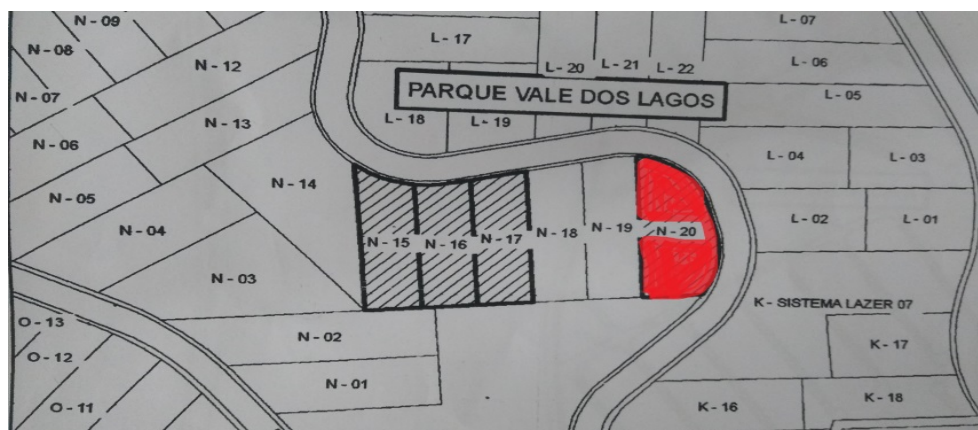 N - 09
L - 07
N - 08
L - 17
L - 06
N - 12
L - 20
L - 21
L - 22
N - 07
PARQUE VALE DOS LAGOS
L - 05
L - 18
L - 19
N - 13
N - 06
L - 04
L - 03
N - 14
N - 05
L - 02
L - 01
N - 04
N - 15
N - 16
N - 17
N - 18
N - 19
N - 20
N - 03
K - SISTEMA LAZER 07
O - 13
N - 02
K - 17
O - 12
N - 01
K - 18
O - 11
K - 16